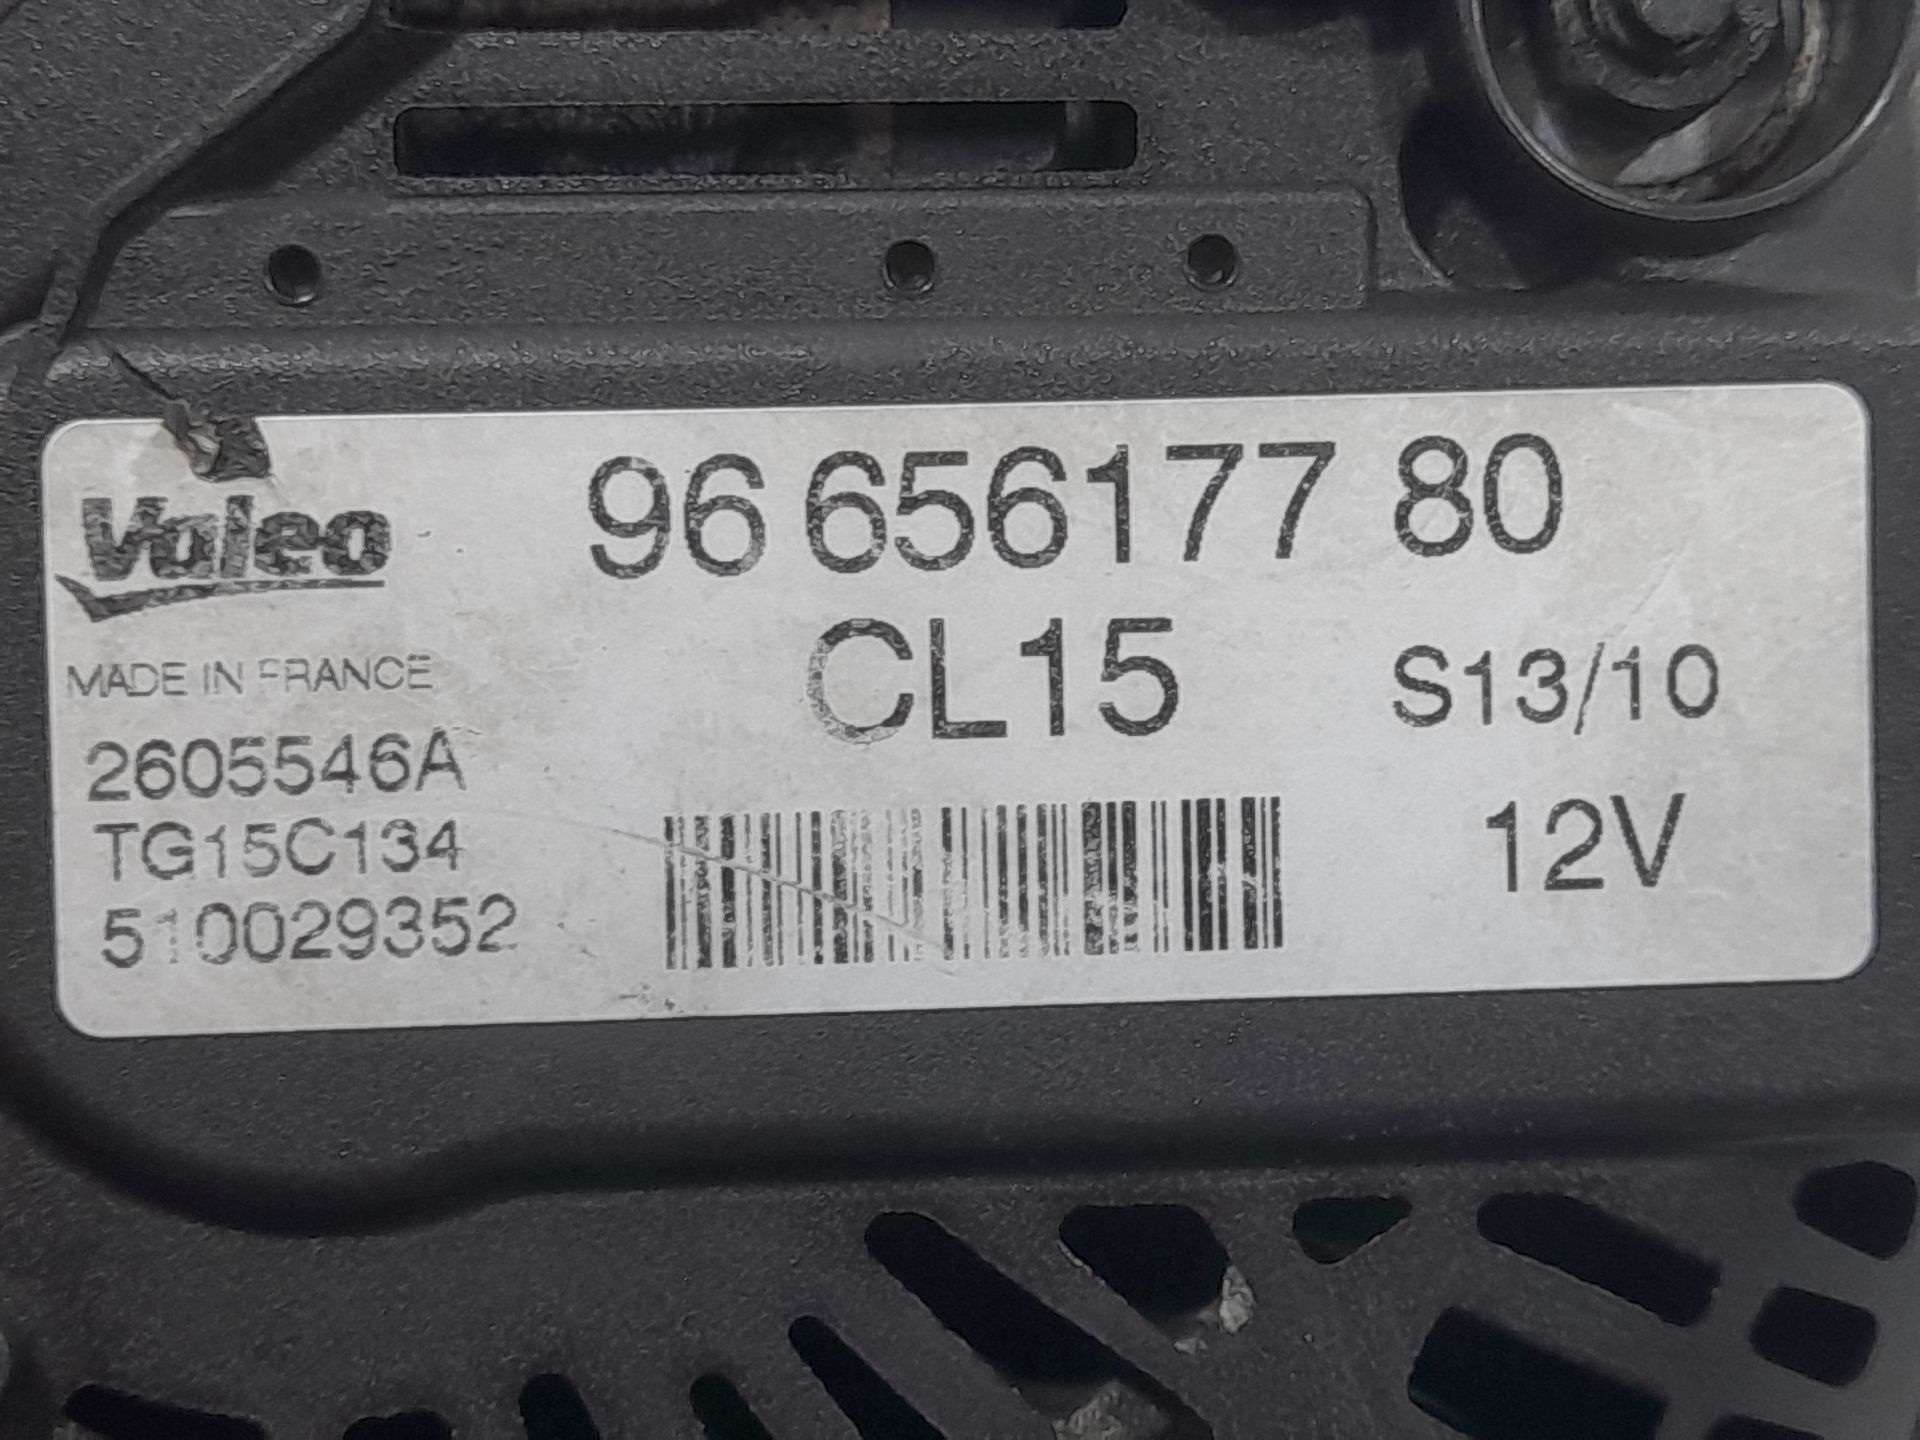 Valeo
96 656177 80
CL15
S13/10
12V
MADE IN FRANCE
2605546A
TG15C134
510029352